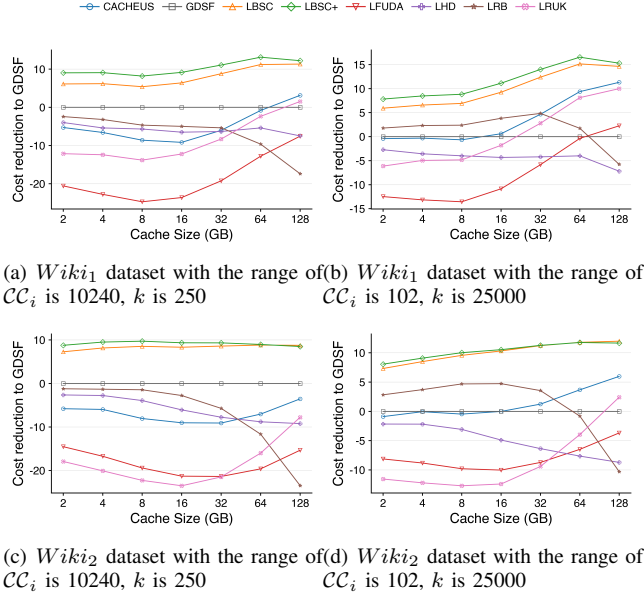 CACHEUS GDSF LBSC LBSC+ LFUDA LHD LRB LRUK
Cost reduction to GDSF
10
0
-10
-20
2 4 8 16 32 64 128
Cache Size (GB)
Cost reduction to GDSF
15
10
5
0
-5
-10
-15
2 4 8 16 32 64 128
Cache Size (GB)
(a) Wiki₁ dataset with the range of
𝒞𝒞ᵢ is 10240, k is 250
(b) Wiki₁ dataset with the range of
𝒞𝒞ᵢ is 102, k is 25000
Cost reduction to GDSF
10
0
-10
-20
2 4 8 16 32 64 128
Cache Size (GB)
Cost reduction to GDSF
10
5
0
-5
-10
2 4 8 16 32 64 128
Cache Size (GB)
(c) Wiki₂ dataset with the range of
𝒞𝒞ᵢ is 10240, k is 250
(d) Wiki₂ dataset with the range of
𝒞𝒞ᵢ is 102, k is 25000